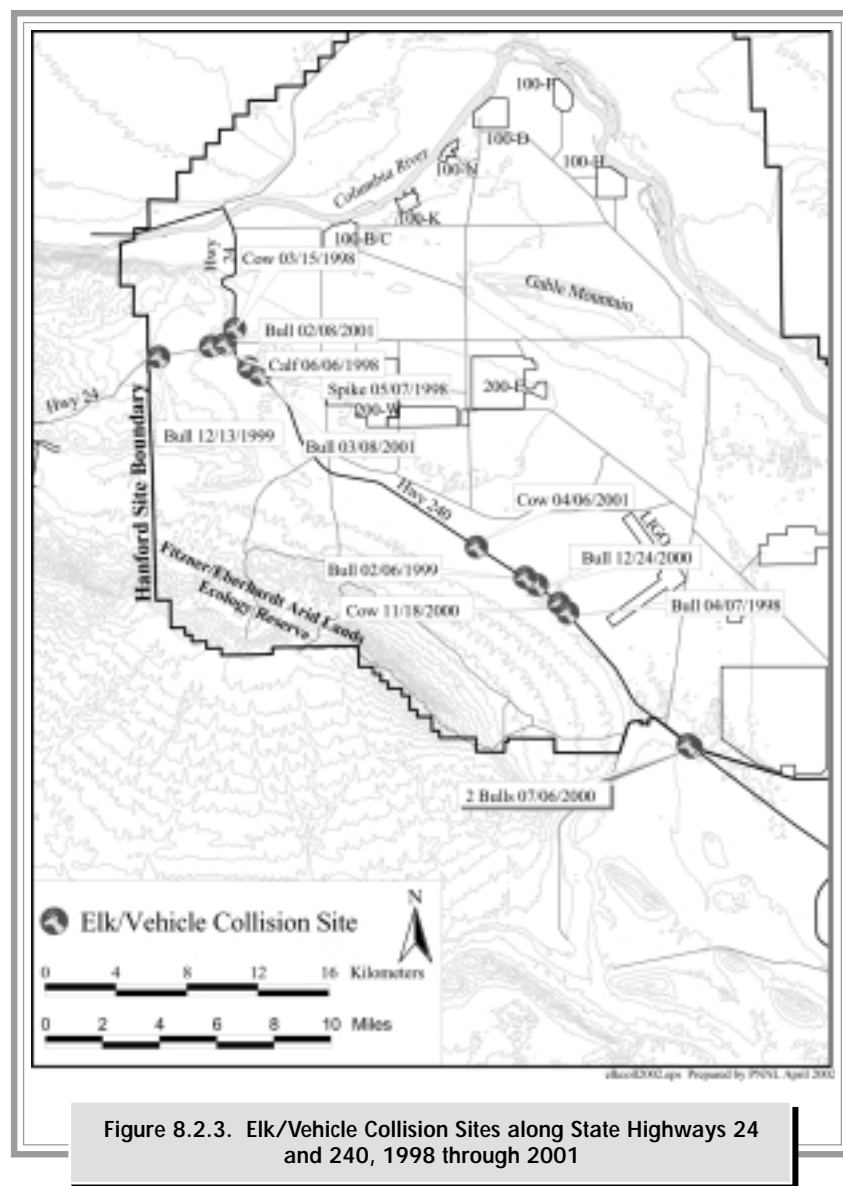 100-F
100-D
100-N
100-H
Columbia River
100-K
100-B/C
Hwy
24
Cow 03/15/1998
Gable Mountain
Bull 02/08/2001
Calf 06/06/1998
Spike 05/07/1998
200-E
200-W
Hwy 24
Bull 12/13/1999
Bull 03/08/2001
Hanford Site Boundary
Hwy 240
Cow 04/06/2001
LIGO
Bull 12/24/2000
Bull 02/06/1999
Fitzner/Eberhardt Arid Lands
Ecology Reserve
Cow 11/18/2000
Bull 04/07/1998
2 Bulls 07/06/2000
N
Elk/Vehicle Collision Site
0 4 8 12 16 Kilometers
0 2 4 6 8 10 Miles
elkcoll2002.eps Prepared by PNNL April 2002
Figure 8.2.3. Elk/Vehicle Collision Sites along State Highways 24
and 240, 1998 through 2001